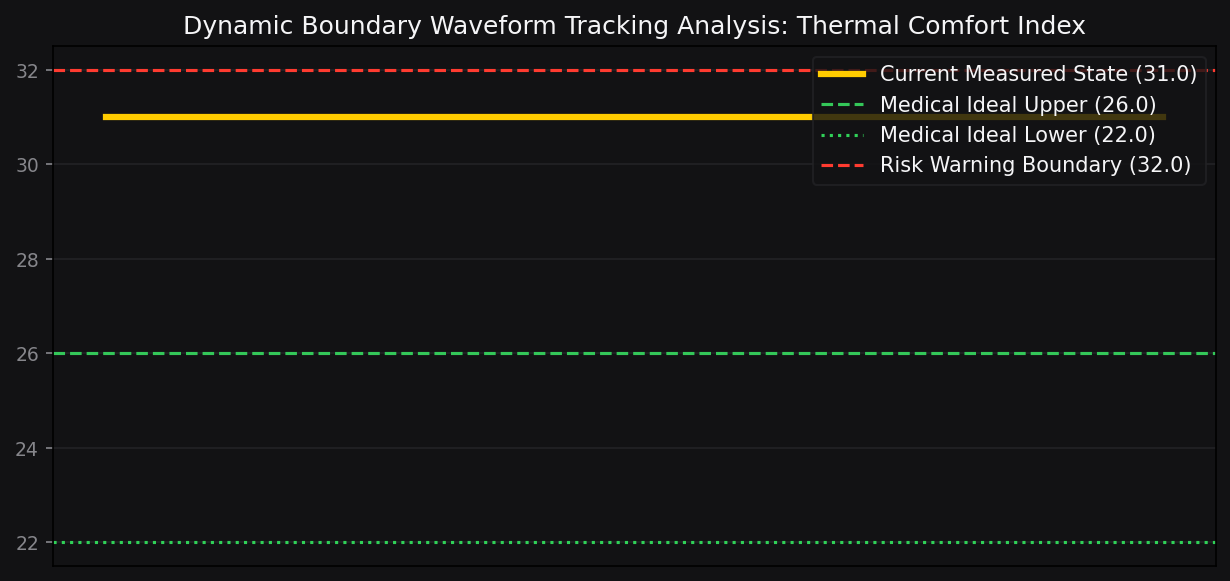 Dynamic Boundary Waveform Tracking Analysis: Thermal Comfort Index
32
30
28
26
24
22
Current Measured State (31.0)
Medical Ideal Upper (26.0)
Medical Ideal Lower (22.0)
Risk Warning Boundary (32.0)